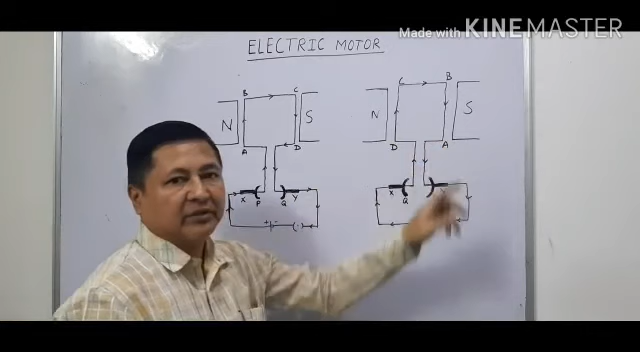 Made with KINEMASTER
ELECTRIC MOTOR
B C
N S
A D
X P Q Y
+ -
(·)
C B
N S
D A
X Q